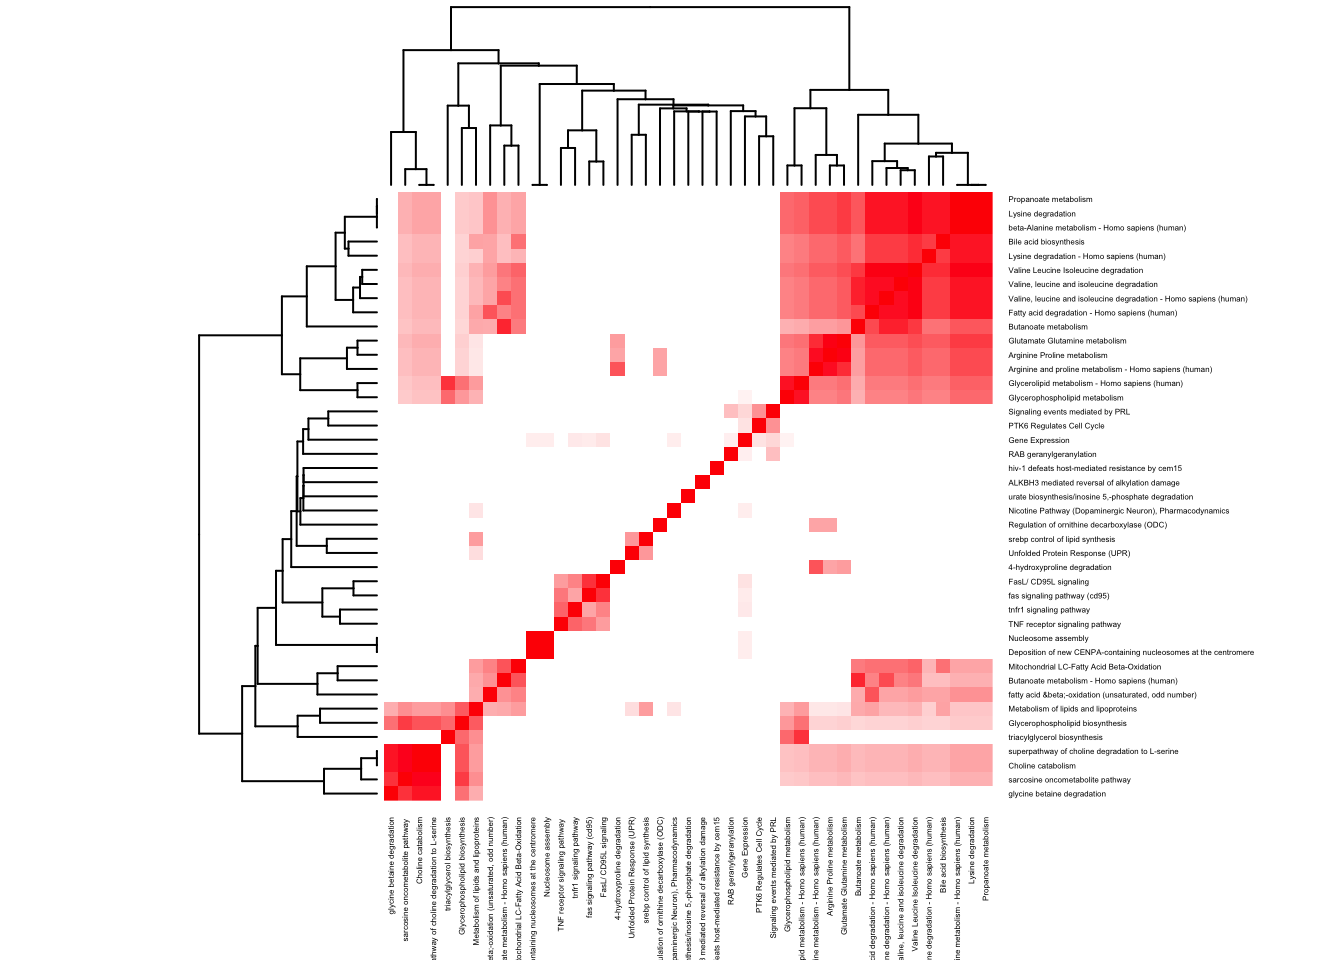 Propanoate metabolism
Lysine degradation
beta-Alanine metabolism - Homo sapiens (human)
Bile acid biosynthesis
Lysine degradation - Homo sapiens (human)
Valine Leucine Isoleucine degradation
Valine, leucine and isoleucine degradation
Valine, leucine and isoleucine degradation - Homo sapiens (human)
Fatty acid degradation - Homo sapiens (human)
Butanoate metabolism
Glutamate Glutamine metabolism
Arginine Proline metabolism
Arginine and proline metabolism - Homo sapiens (human)
Glycerolipid metabolism - Homo sapiens (human)
Glycerophospholipid metabolism
Signaling events mediated by PRL
PTK6 Regulates Cell Cycle
Gene Expression
RAB geranylgeranylation
hiv-1 defeats host-mediated resistance by cem15
ALKBH3 mediated reversal of alkylation damage
urate biosynthesis/inosine 5,-phosphate degradation
Nicotine Pathway (Dopaminergic Neuron), Pharmacodynamics
Regulation of ornithine decarboxylase (ODC)
srebp control of lipid synthesis
Unfolded Protein Response (UPR)
4-hydroxyproline degradation
FasL/ CD95L signaling
fas signaling pathway (cd95)
tnfr1 signaling pathway
TNF receptor signaling pathway
Nucleosome assembly
Deposition of new CENPA-containing nucleosomes at the centromere
Mitochondrial LC-Fatty Acid Beta-Oxidation
Butanoate metabolism - Homo sapiens (human)
fatty acid &beta;-oxidation (unsaturated, odd number)
Metabolism of lipids and lipoproteins
Glycerophospholipid biosynthesis
triacylglycerol biosynthesis
superpathway of choline degradation to L-serine
Choline catabolism
sarcosine oncometabolite pathway
glycine betaine degradation
glycine betaine degradation
sarcosine oncometabolite pathway
Choline catabolism
thway of choline degradation to L-serine
triacylglycerol biosynthesis
Glycerophospholipid biosynthesis
Metabolism of lipids and lipoproteins
eta;-oxidation (unsaturated, odd number)
ate metabolism - Homo sapiens (human)
tochondrial LC-Fatty Acid Beta-Oxidation
ntaining nucleosomes at the centromere
Nucleosome assembly
TNF receptor signaling pathway
tnfr1 signaling pathway
fas signaling pathway (cd95)
FasL/ CD95L signaling
4-hydroxyproline degradation
Unfolded Protein Response (UPR)
srebp control of lipid synthesis
ulation of ornithine decarboxylase (ODC)
paminergic Neuron), Pharmacodynamics
nthesis/inosine 5,-phosphate degradation
3 mediated reversal of alkylation damage
eats host-mediated resistance by cem15
RAB geranylgeranylation
Gene Expression
PTK6 Regulates Cell Cycle
Signaling events mediated by PRL
Glycerophospholipid metabolism
pid metabolism - Homo sapiens (human)
ine metabolism - Homo sapiens (human)
Arginine Proline metabolism
Glutamate Glutamine metabolism
Butanoate metabolism
cid degradation - Homo sapiens (human)
ne degradation - Homo sapiens (human)
aline, leucine and isoleucine degradation
Valine Leucine Isoleucine degradation
ne degradation - Homo sapiens (human)
Bile acid biosynthesis
ine metabolism - Homo sapiens (human)
Lysine degradation
Propanoate metabolism